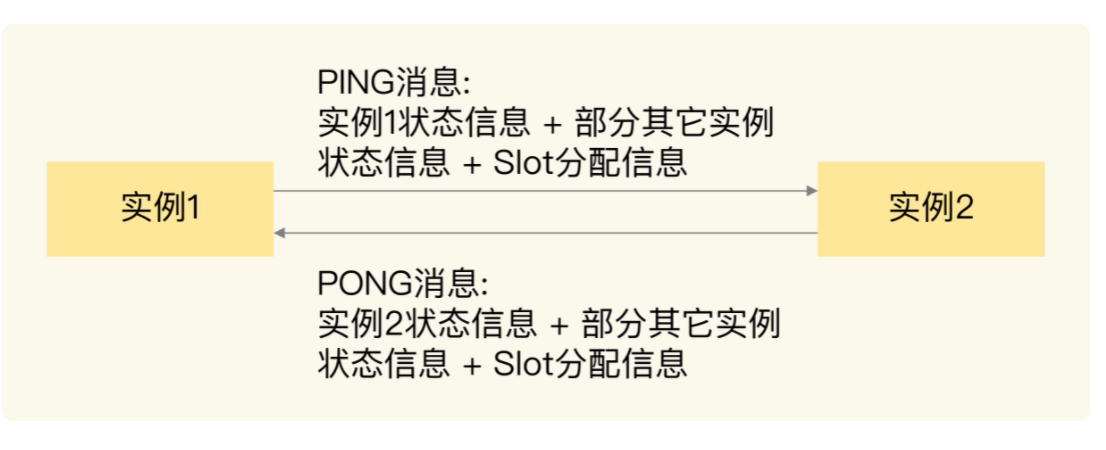 PING消息:
实例1状态信息 + 部分其它实例
状态信息 + Slot分配信息
实例1
实例2
PONG消息:
实例2状态信息 + 部分其它实例
状态信息 + Slot分配信息